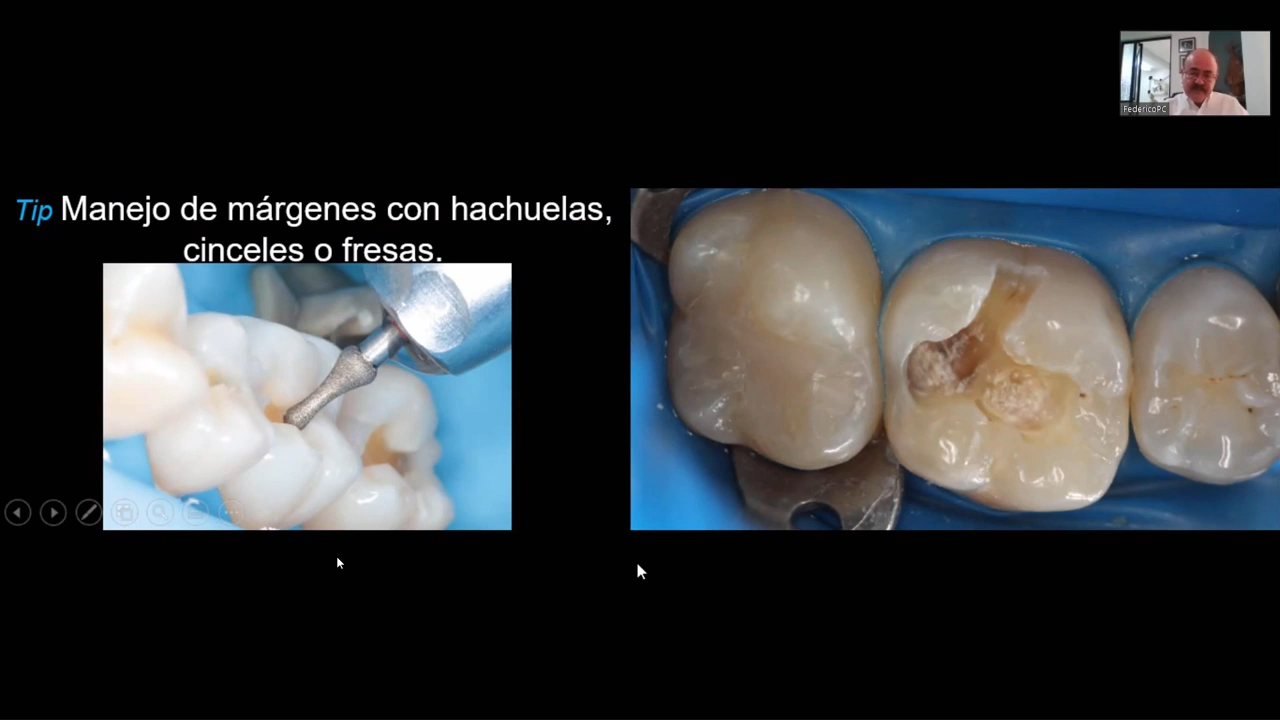 Tip Manejo de márgenes con hachuelas,
cinceles o fresas.
FedericoPC